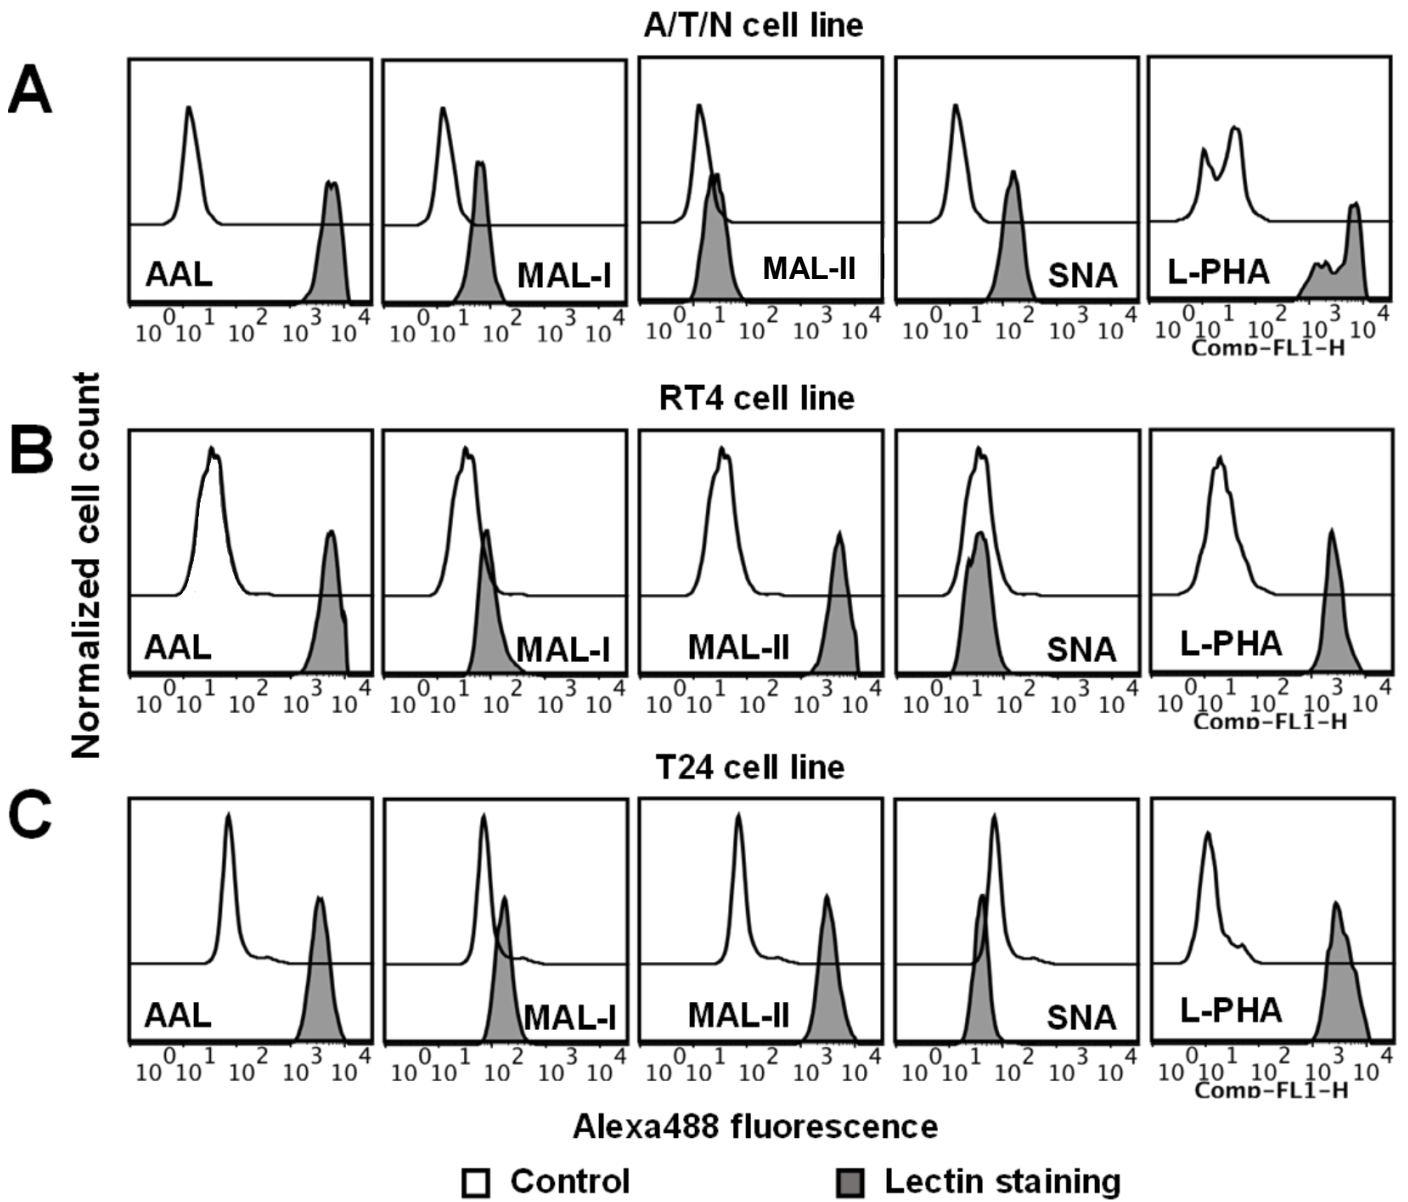 A/T/N cell line
A
AAL
MAL-I
MAL-II
SNA
L-PHA
10^0 10^1 10^2 10^3 10^4
10^0 10^1 10^2 10^3 10^4
10^0 10^1 10^2 10^3 10^4
10^0 10^1 10^2 10^3 10^4
10^0 10^1 10^2 10^3 10^4
Comp-FL1-H
Normalized cell count
RT4 cell line
B
AAL
MAL-I
MAL-II
SNA
L-PHA
10^0 10^1 10^2 10^3 10^4
10^0 10^1 10^2 10^3 10^4
10^0 10^1 10^2 10^3 10^4
10^0 10^1 10^2 10^3 10^4
10^0 10^1 10^2 10^3 10^4
Comp-FL1-H
T24 cell line
C
AAL
MAL-I
MAL-II
SNA
L-PHA
10^0 10^1 10^2 10^3 10^4
10^0 10^1 10^2 10^3 10^4
10^0 10^1 10^2 10^3 10^4
10^0 10^1 10^2 10^3 10^4
10^0 10^1 10^2 10^3 10^4
Comp-FL1-H
Alexa488 fluorescence
Control
Lectin staining